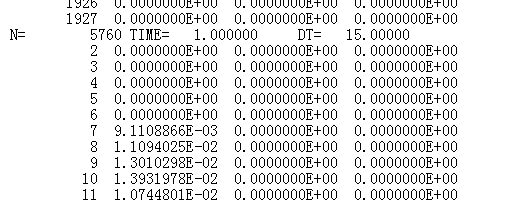 1926 0.0000000E+00 0.0000000E+00 0.0000000E+00
1927 0.0000000E+00 0.0000000E+00 0.0000000E+00
N= 5760 TIME= 1.000000 DT= 15.00000
2 0.0000000E+00 0.0000000E+00 0.0000000E+00
3 0.0000000E+00 0.0000000E+00 0.0000000E+00
4 0.0000000E+00 0.0000000E+00 0.0000000E+00
5 0.0000000E+00 0.0000000E+00 0.0000000E+00
6 0.0000000E+00 0.0000000E+00 0.0000000E+00
7 9.1108866E-03 0.0000000E+00 0.0000000E+00
8 1.1094025E-02 0.0000000E+00 0.0000000E+00
9 1.3010298E-02 0.0000000E+00 0.0000000E+00
10 1.3931978E-02 0.0000000E+00 0.0000000E+00
11 1.0744801E-02 0.0000000E+00 0.0000000E+00